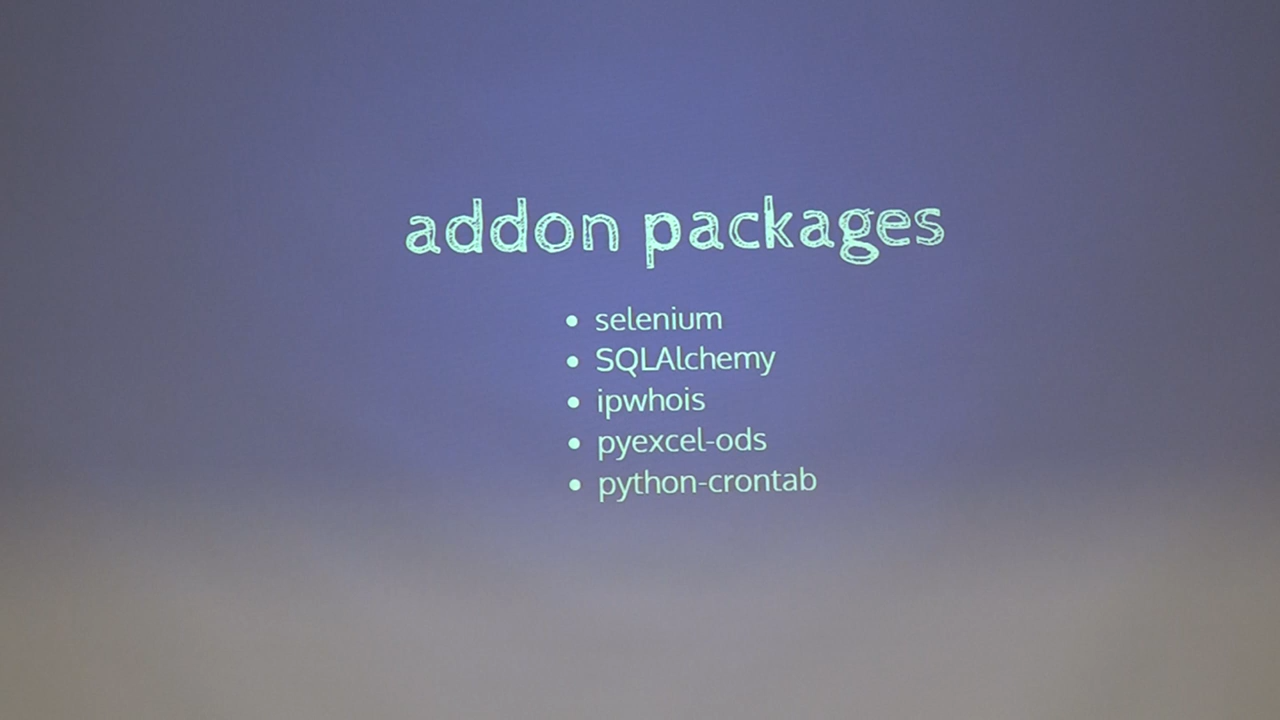 addon packages
• selenium
• SQLAlchemy
• ipwhois
• pyexcel-ods
• python-crontab